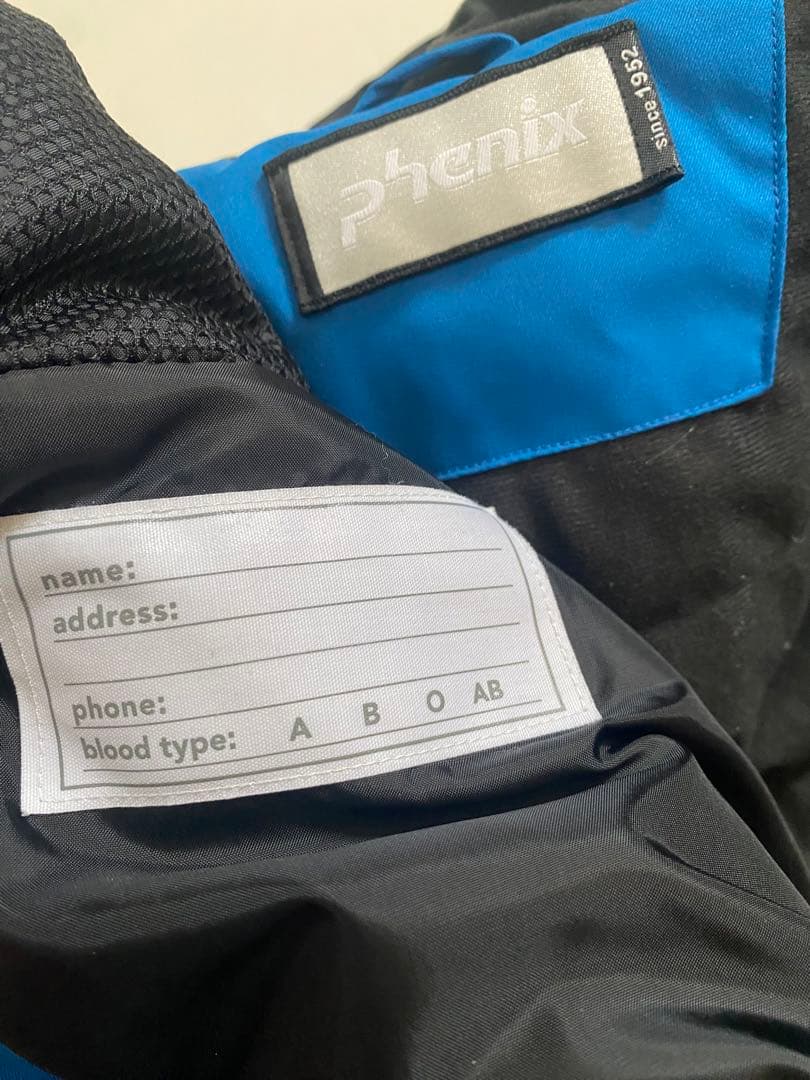 phenix
since 1952
name:
address:
phone:
blood type: A B O AB